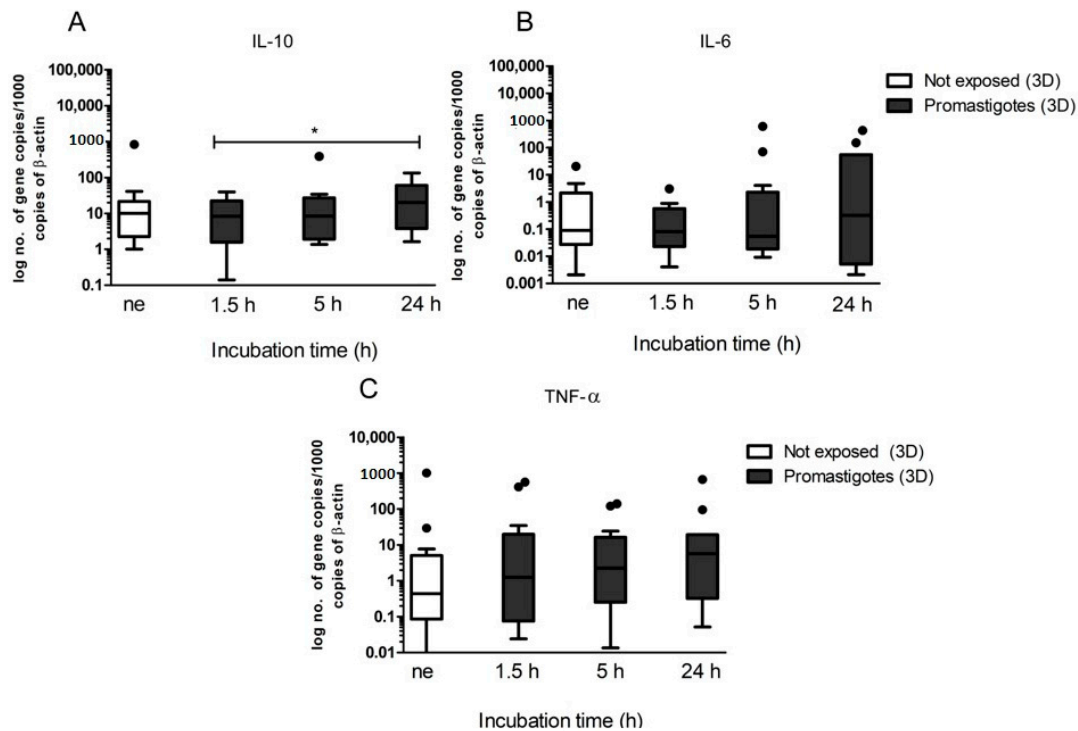 A
IL-10
log no. of gene copies/1000
copies of β-actin
100,000
10,000
1000
100
10
1
0.1
*
ne
1.5 h
5 h
24 h
Incubation time (h)
B
IL-6
log no. of gene copies/1000
copies of β-actin
100,000
10,000
1000
100
10
1
0.1
0.01
0.001
ne
1.5 h
5 h
24 h
Incubation time (h)
Not exposed (3D)
Promastigotes (3D)
C
TNF-α
log no. of gene copies/1000
copies of β-actin
10,000
1000
100
10
1
0.1
0.01
ne
1.5 h
5 h
24 h
Incubation time (h)
Not exposed (3D)
Promastigotes (3D)